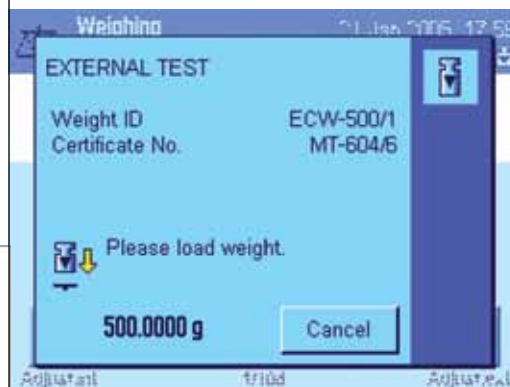 Weighing
EXTERNAL TEST
Weight ID ECW-500/1
Certificate No. MT-604/6
Please load weight.
500.0000 g
Cancel